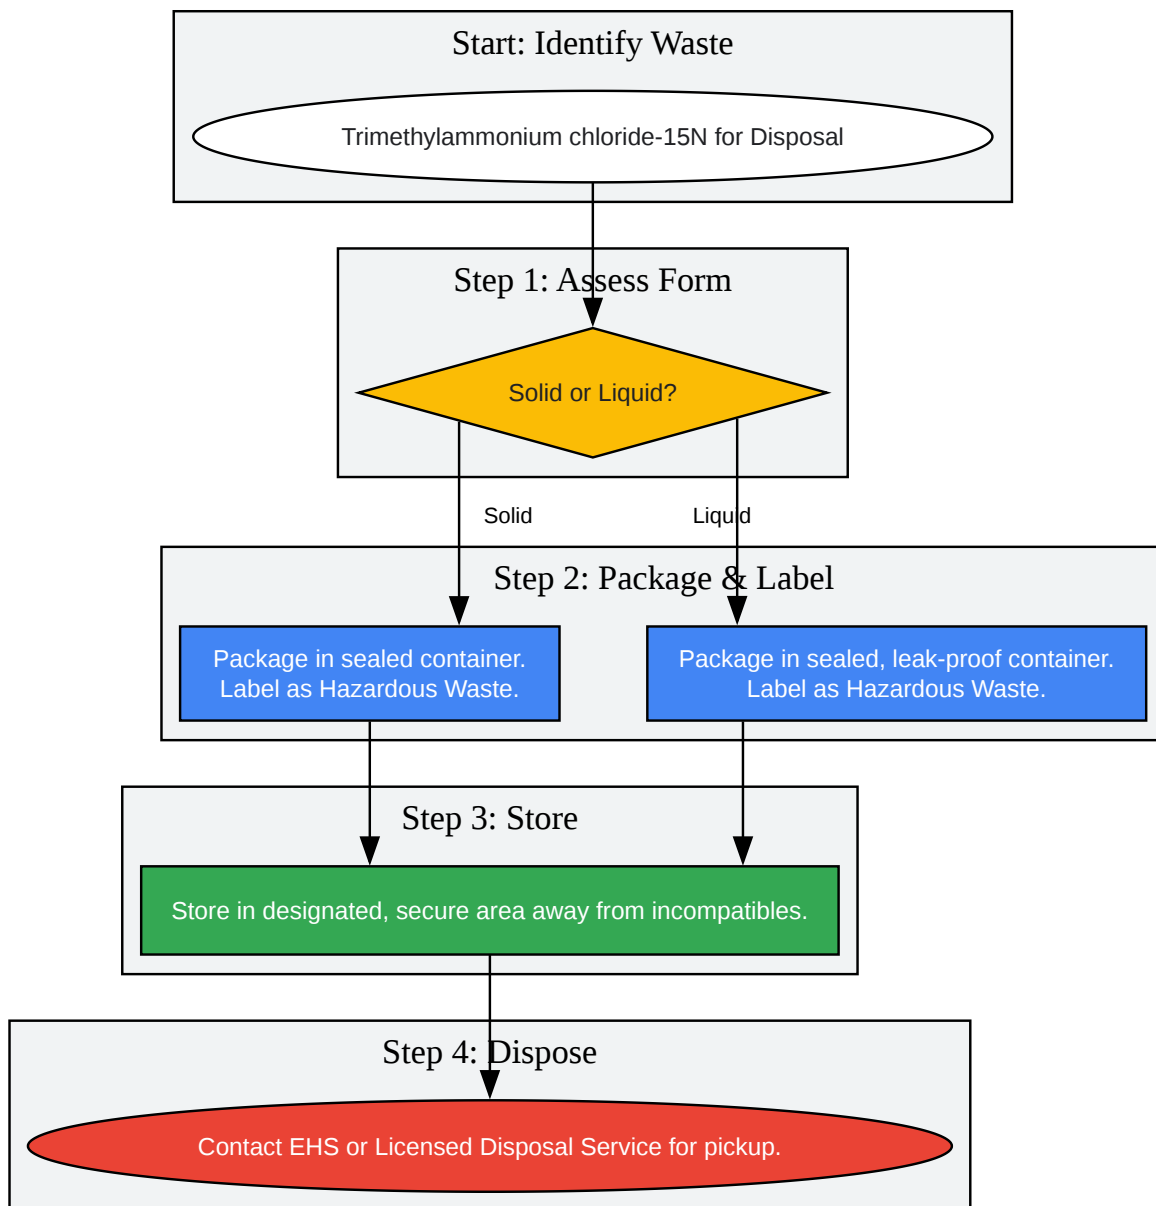 Start: Identify Waste
Trimethylammonium chloride-15N for Disposal
Step 1: Assess Form
Solid or Liquid?
Solid
Liquid
Step 2: Package & Label
Package in sealed container.
Label as Hazardous Waste.
Package in sealed, leak-proof container.
Label as Hazardous Waste.
Step 3: Store
Store in designated, secure area away from incompatibles.
Step 4: Dispose
Contact EHS or Licensed Disposal Service for pickup.